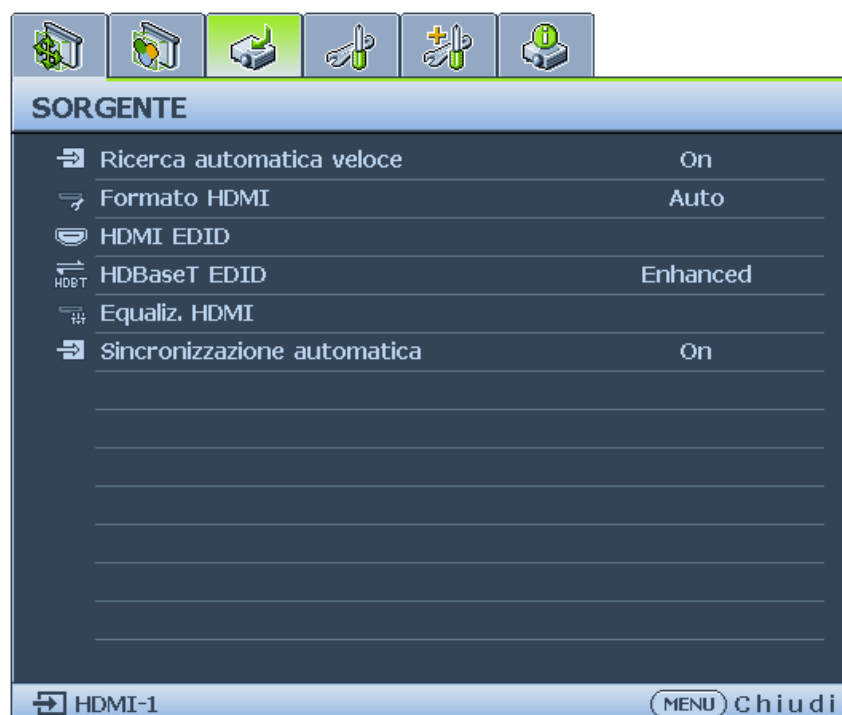 SORGENTE
Ricerca automatica veloce On
Formato HDMI Auto
HDMI EDID
HDBT HDBaseT EDID Enhanced
Equaliz. HDMI
Sincronizzazione automatica On
HDMI-1 MENU Chiudi